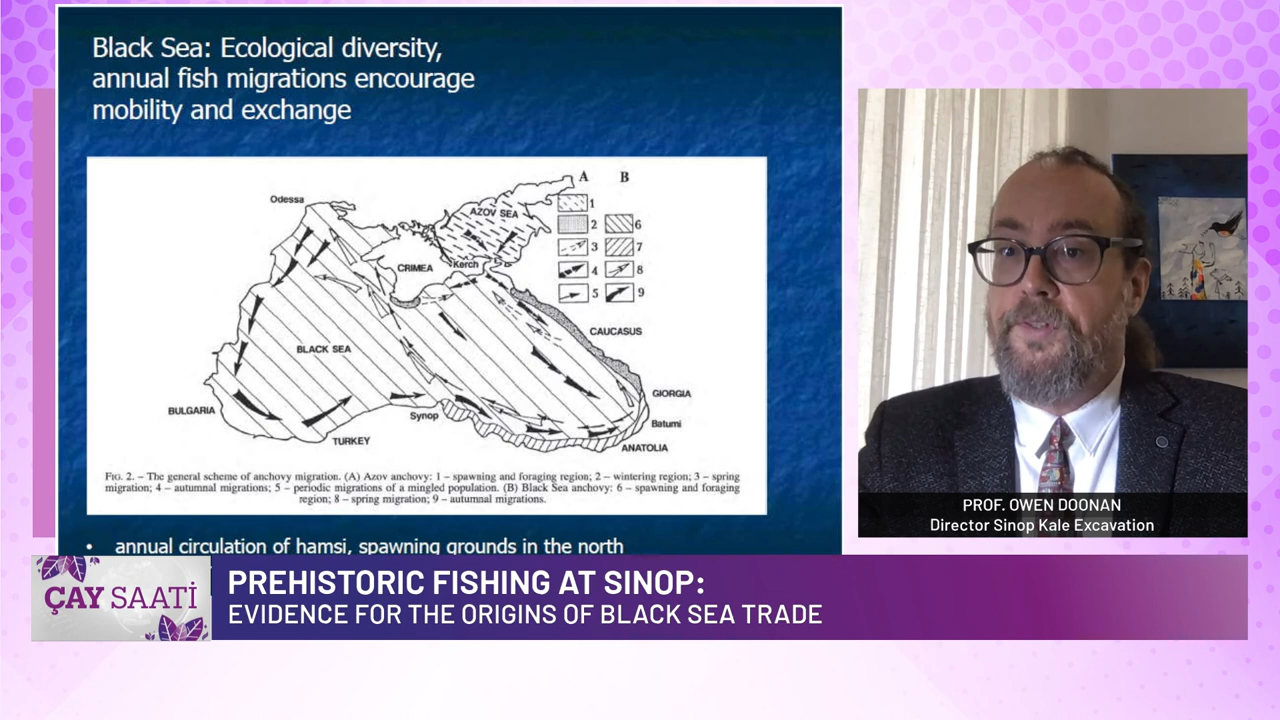 Black Sea: Ecological diversity,
annual fish migrations encourage
mobility and exchange
A B
Odessa
AZOV SEA
1
2 6
3 7
4 8
5 9
CRIMEA
Kerch
CAUCASUS
BLACK SEA
GIORGIA
BULGARIA
Synop
Batumi
TURKEY
ANATOLIA
FIG. 2. – The general scheme of anchovy migration. (A) Azov anchovy: 1 – spawning and foraging region; 2 – wintering region; 3 – spring
migration; 4 – autumnal migrations; 5 – periodic migrations of a mingled population. (B) Black Sea anchovy: 6 – spawning and foraging
region; 8 – spring migration; 9 – autumnal migrations.
• annual circulation of hamsi, spawning grounds in the north
PROF. OWEN DOONAN
Director Sinop Kale Excavation
ÇAY SAATİ
PREHISTORIC FISHING AT SINOP:
EVIDENCE FOR THE ORIGINS OF BLACK SEA TRADE